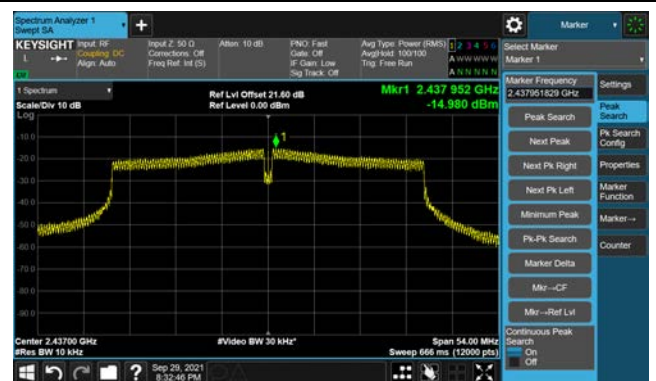 Spectrum Analyzer 1
Swept SA
+
Marker
KEYSIGHT
L
Input: RF
Coupling: DC
Align: Auto
Input Z: 50 Ω
Corrections: Off
Freq Ref: Int (S)
Atten: 10 dB
PNO: Fast
Gate: Off
IF Gain: Low
Sig Track: Off
Avg Type: Power (RMS)
Avg|Hold: 100/100
Trig: Free Run
1 2 3 4 5 6
A W W W W W
A N N N N N
Select Marker
Marker 1
1 Spectrum
Scale/Div 10 dB
Log
Ref Lvl Offset 21.60 dB
Ref Level 0.00 dBm
Mkr1 2.437 952 GHz
-14.980 dBm
1
-10.0
-50.0
-70.0
-80.0
-90.0
Center 2.43700 GHz
#Res BW 10 kHz
#Video BW 30 kHz*
Span 54.00 MHz
Sweep 666 ms (12000 pts)
Marker Frequency
2.437951829 GHz
Peak Search
Next Peak
Next Pk Right
Next Pk Left
Minimum Peak
Pk-Pk Search
Marker Delta
Mkr→CF
Mkr→Ref Lvl
Continuous Peak
Search
On
Off
Settings
Peak
Search
Pk Search
Config
Properties
Marker
Function
Marker→
Counter
?
Sep 29, 2021
8:32:46 PM